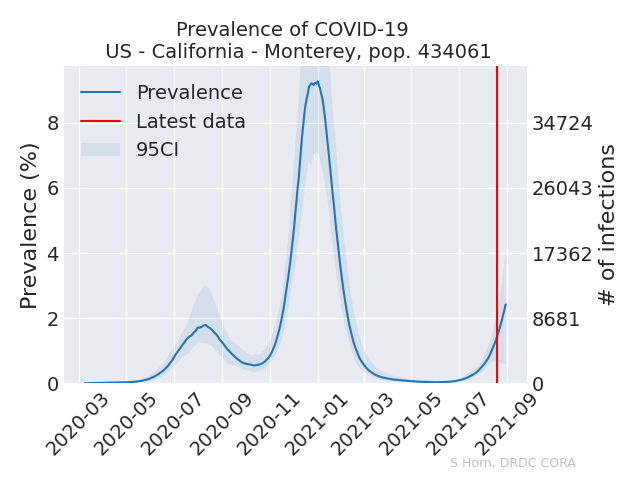 Prevalence of COVID-19
US - California - Monterey, pop. 434061
Prevalence
Latest data
95CI
Prevalence (%)
8
6
4
2
0
34724
26043
17362
8681
0
# of infections
2020-03
2020-05
2020-07
2020-09
2020-11
2021-01
2021-03
2021-05
2021-07
2021-09
S Horn, DRDC CORA